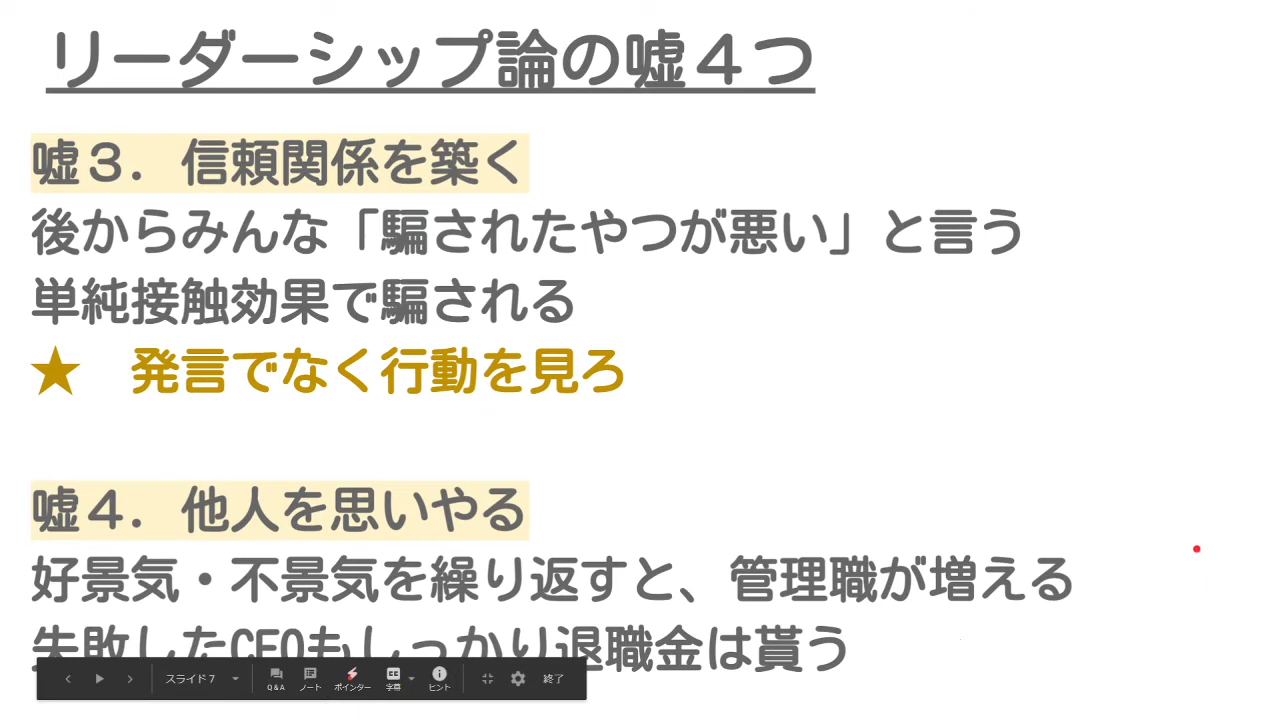 リーダーシップ論の嘘４つ
嘘３．信頼関係を築く
後からみんな「騙されたやつが悪い」と言う
単純接触効果で騙される
★　発言でなく行動を見ろ
嘘４．他人を思いやる
好景気・不景気を繰り返すと、管理職が増える
失敗したCEOもしっかり退職金は貰う
スライド 7
Q&A ノート ポインター 字幕 ヒント 終了